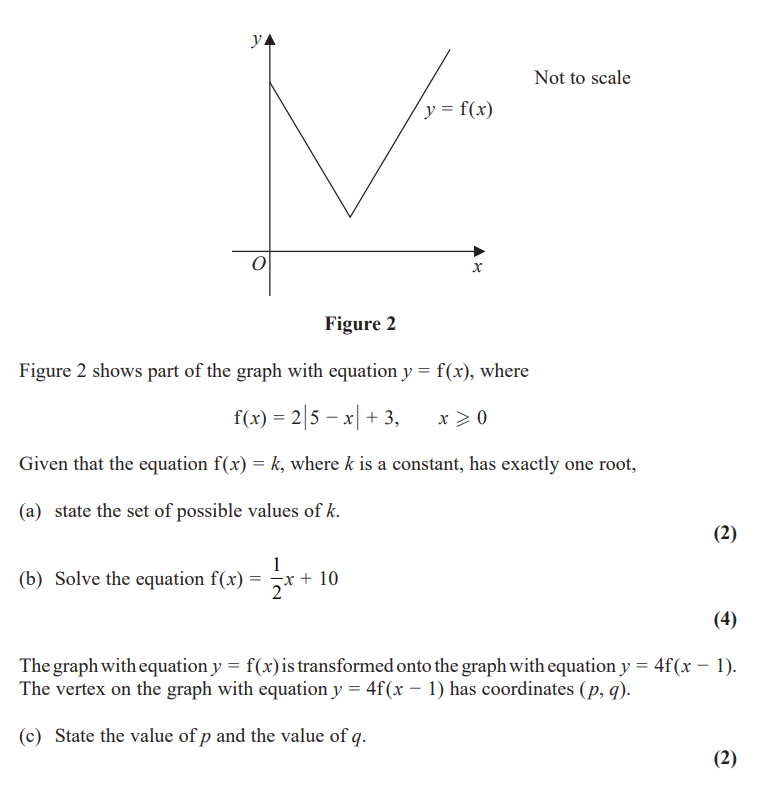 y
Not to scale
y = f(x)
O
x
Figure 2
Figure 2 shows part of the graph with equation y = f(x), where
f(x) = 2|5 − x| + 3, x ⩾ 0
Given that the equation f(x) = k, where k is a constant, has exactly one root,
(a) state the set of possible values of k.
(2)
(b) Solve the equation f(x) = 1/2 x + 10
(4)
The graph with equation y = f(x) is transformed onto the graph with equation y = 4f(x − 1).
The vertex on the graph with equation y = 4f(x − 1) has coordinates (p, q).
(c) State the value of p and the value of q.
(2)